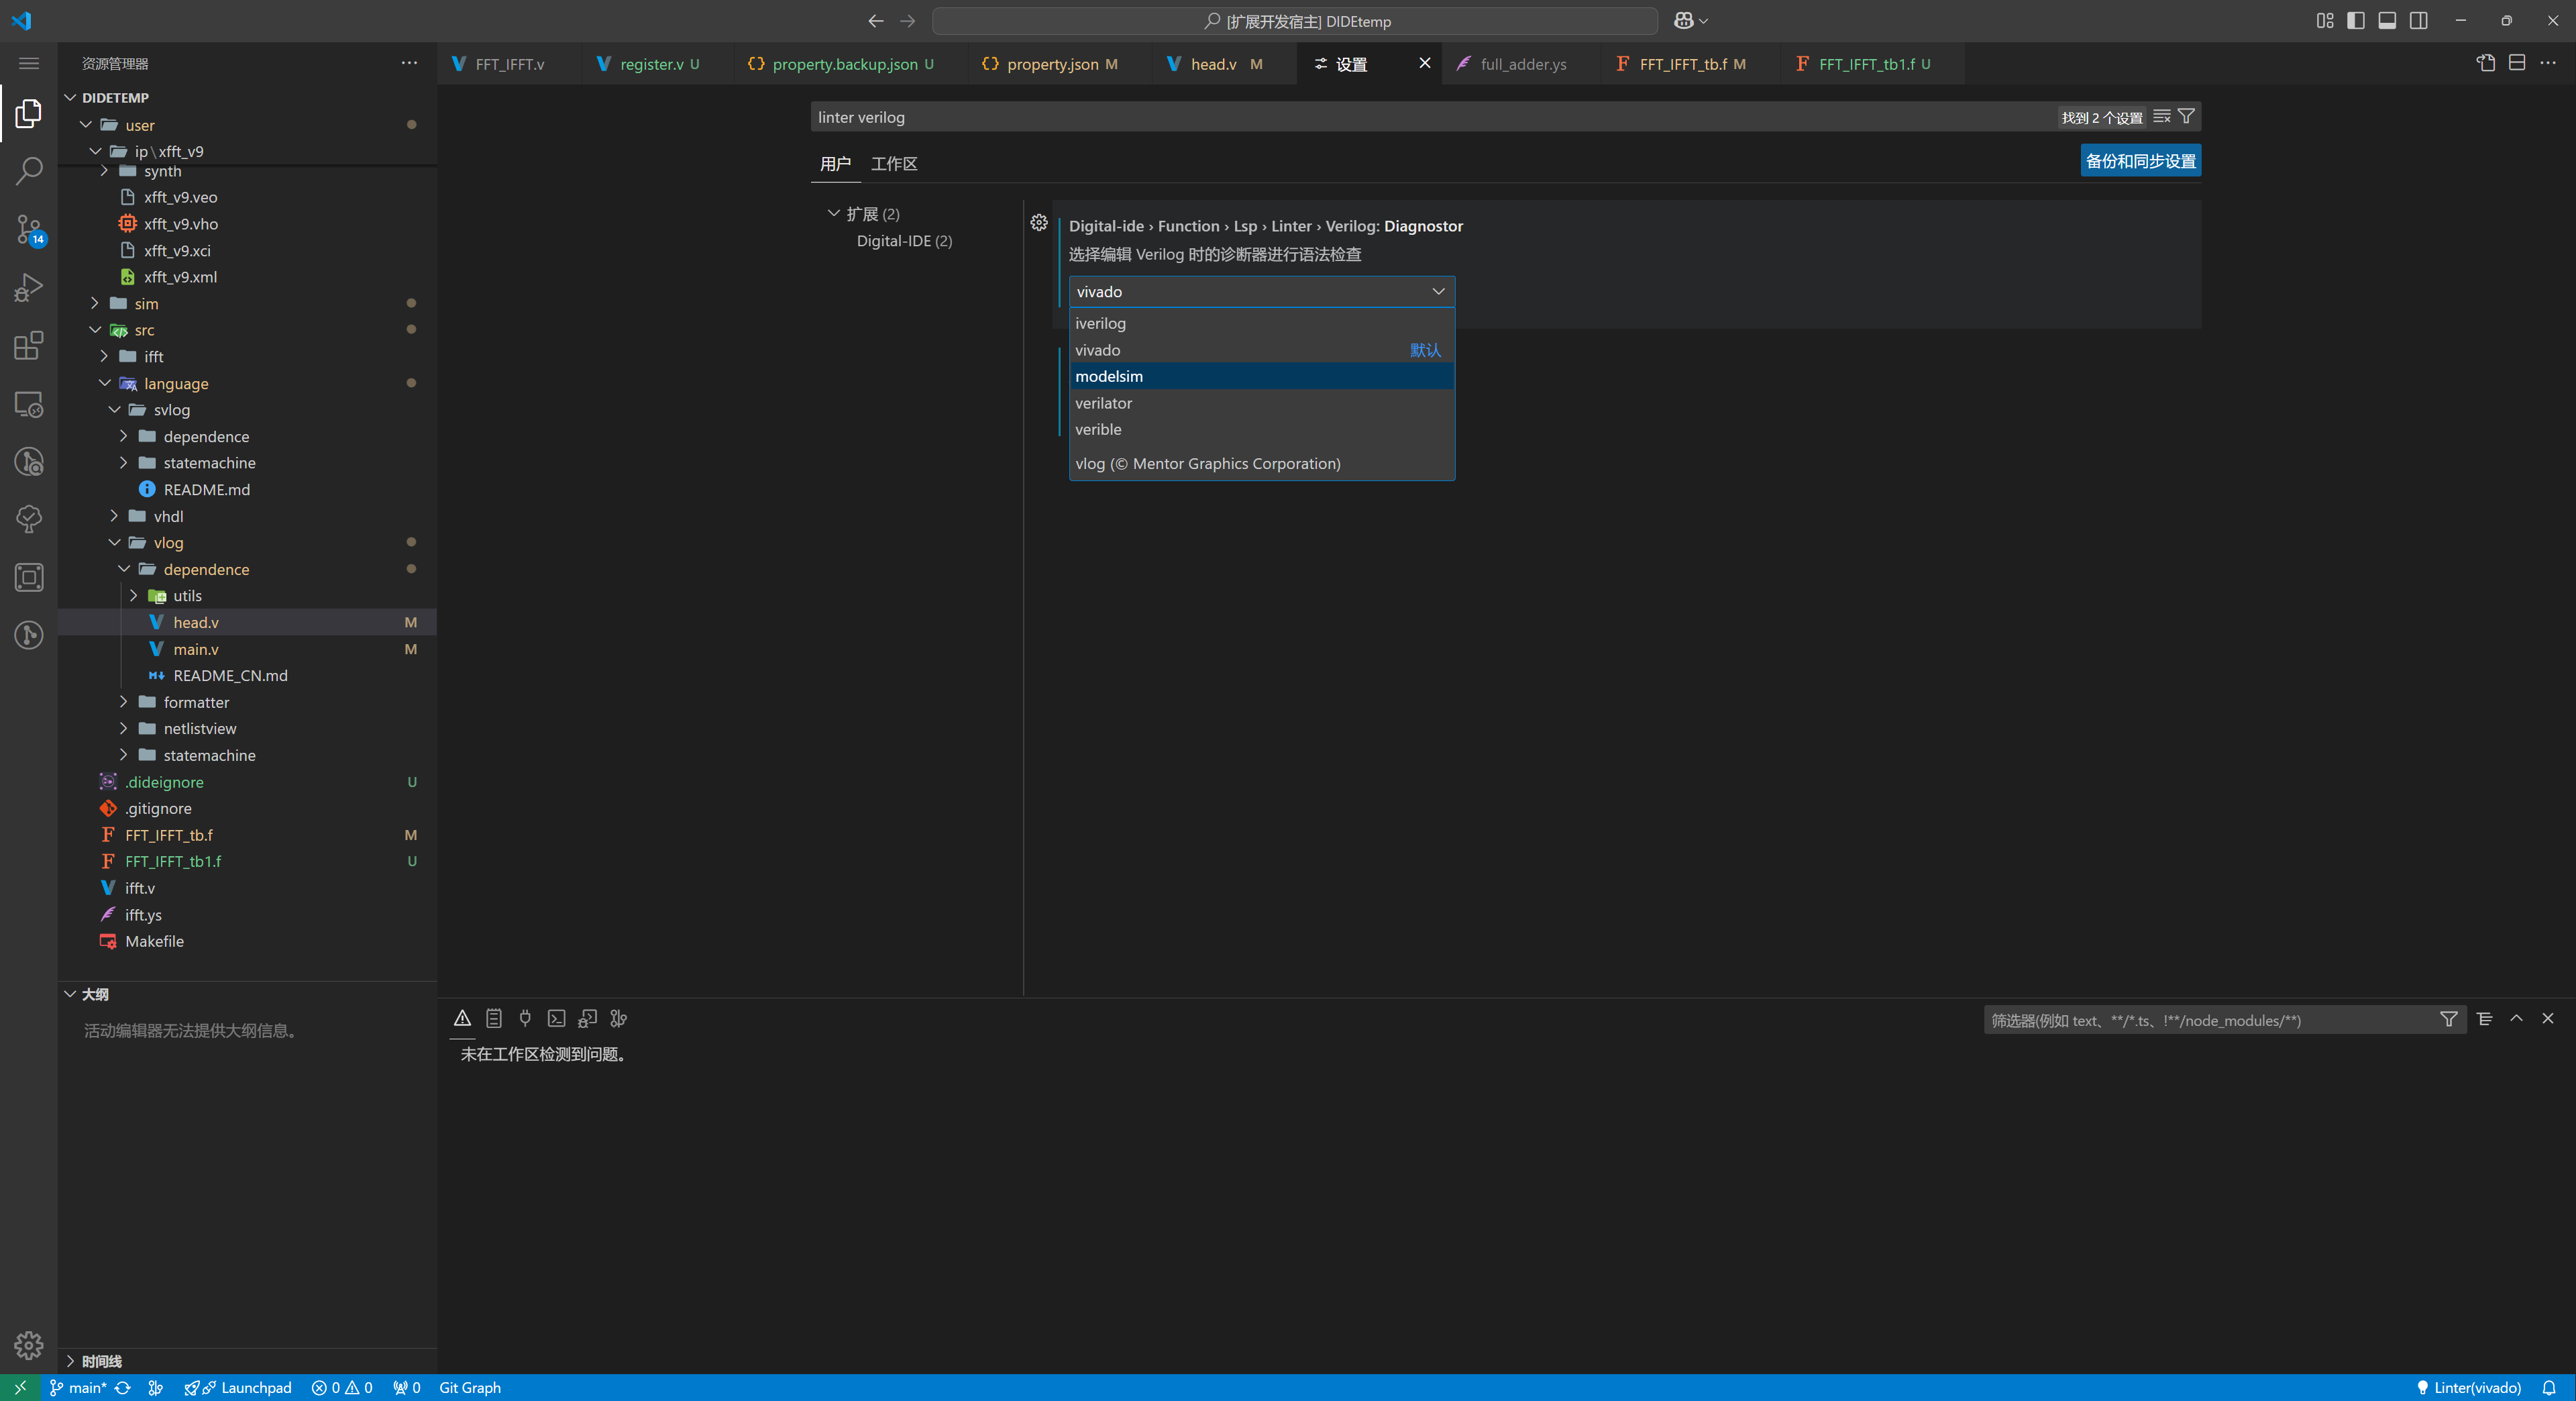 [扩展开发宿主] DIDEtemp
资源管理器
FFT_IFFT.v
register.v U
property.backup.json U
property.json M
head.v M
设置
full_adder.ys
FFT_IFFT_tb.f M
FFT_IFFT_tb1.f U
DIDETEMP
user
ip\xfft_v9
synth
xfft_v9.veo
xfft_v9.vho
xfft_v9.xci
xfft_v9.xml
sim
src
ifft
language
svlog
dependence
statemachine
README.md
vhdl
vlog
dependence
utils
head.v M
main.v M
README_CN.md
formatter
netlistview
statemachine
.dideignore U
.gitignore
FFT_IFFT_tb.f M
FFT_IFFT_tb1.f U
ifft.v
ifft.ys
Makefile
大纲
活动编辑器无法提供大纲信息。
时间线
14
linter verilog
找到 2 个设置
用户
工作区
备份和同步设置
扩展 (2)
Digital-IDE (2)
Digital-ide › Function › Lsp › Linter › Verilog: Diagnostor
选择编辑 Verilog 时的诊断器进行语法检查
vivado
iverilog
vivado 默认
modelsim
verilator
verible
vlog (© Mentor Graphics Corporation)
筛选器(例如 text、**/*.ts、!**/node_modules/**)
未在工作区检测到问题。
main*
Launchpad
0
0
0
Git Graph
Linter(vivado)